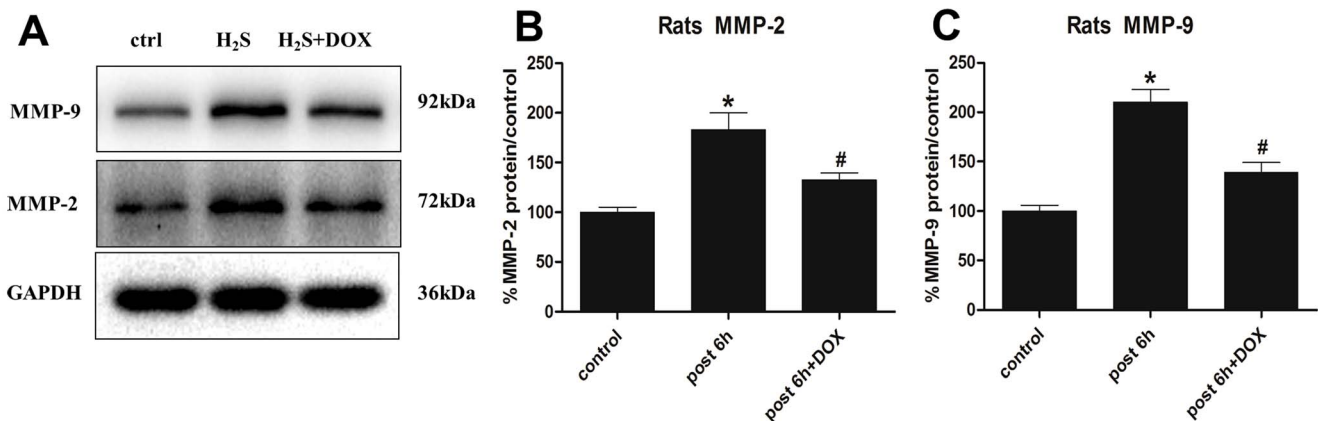 A
ctrl H₂S H₂S+DOX
MMP-9 92kDa
MMP-2 72kDa
GAPDH 36kDa
B
Rats MMP-2
%MMP-2 protein/control
250
200
150
100
50
0
*
#
control
post 6h
post 6h+DOX
C
Rats MMP-9
%MMP-9 protein/control
250
200
150
100
50
0
*
#
control
post 6h
post 6h+DOX